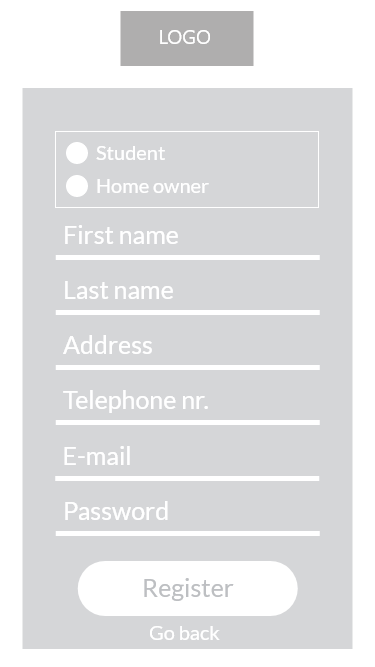 LOGO
Student
Home owner
First name
Last name
Address
Telephone nr.
E-mail
Password
Register
Go back